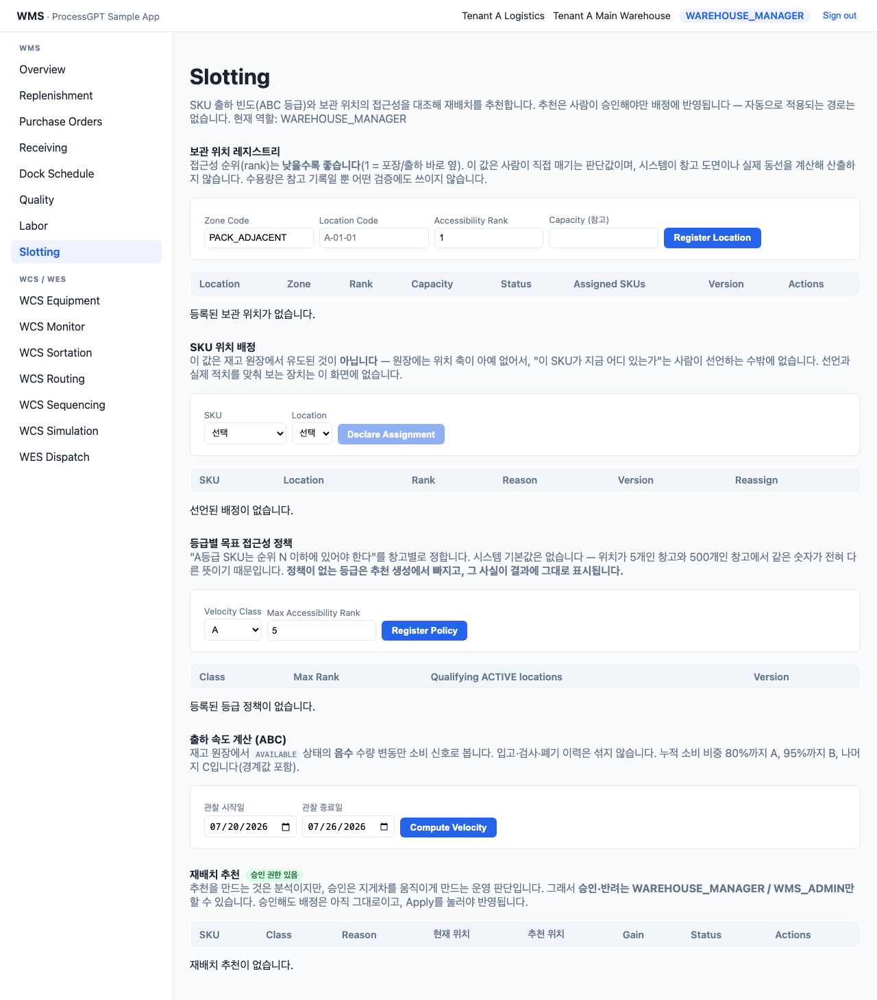 WMS · ProcessGPT Sample App
Tenant A Logistics Tenant A Main Warehouse WAREHOUSE_MANAGER Sign out
WMS
Overview
Replenishment
Purchase Orders
Receiving
Dock Schedule
Quality
Labor
Slotting
WCS / WES
WCS Equipment
WCS Monitor
WCS Sortation
WCS Routing
WCS Sequencing
WCS Simulation
WES Dispatch
Slotting
SKU 출하 빈도(ABC 등급)와 보관 위치의 접근성을 대조해 재배치를 추천합니다. 추천은 사람이 승인해야만 배정에 반영됩니다 — 자동으로 적용되는 경로는
없습니다. 현재 역할: WAREHOUSE_MANAGER
보관 위치 레지스트리
접근성 순위(rank)는 낮을수록 좋습니다(1 = 포장/출하 바로 옆). 이 값은 사람이 직접 매기는 판단값이며, 시스템이 창고 도면이나 실제 동선을 계산해 산출하
지 않습니다. 수용량은 참고 기록일 뿐 어떤 검증에도 쓰이지 않습니다.
Zone Code Location Code Accessibility Rank Capacity (참고)
PACK_ADJACENT A-01-01 1 Register Location
Location Zone Rank Capacity Status Assigned SKUs Version Actions
등록된 보관 위치가 없습니다.
SKU 위치 배정
이 값은 재고 원장에서 유도된 것이 아닙니다 — 원장에는 위치 축이 아예 없어서, "이 SKU가 지금 어디 있는가"는 사람이 선언하는 수밖에 없습니다. 선언과
실제 적치를 맞춰 보는 장치는 이 화면에 없습니다.
SKU Location
선택 선택 Declare Assignment
SKU Location Rank Reason Version Reassign
선언된 배정이 없습니다.
등급별 목표 접근성 정책
"A등급 SKU는 순위 N 이하에 있어야 한다"를 창고별로 정합니다. 시스템 기본값은 없습니다 — 위치가 5개인 창고와 500개인 창고에서 같은 숫자가 전혀 다
른 뜻이기 때문입니다. 정책이 없는 등급은 추천 생성에서 빠지고, 그 사실이 결과에 그대로 표시됩니다.
Velocity Class Max Accessibility Rank
A 5 Register Policy
Class Max Rank Qualifying ACTIVE locations Version
등록된 등급 정책이 없습니다.
출하 속도 계산 (ABC)
재고 원장에서 AVAILABLE 상태의 음수 수량 변동만 소비 신호로 봅니다. 입고·검사·폐기 이력은 섞지 않습니다. 누적 소비 비중 80%까지 A, 95%까지 B, 나머
지 C입니다(경계값 포함).
관찰 시작일 관찰 종료일
07/20/2026 07/26/2026 Compute Velocity
재배치 추천 승인 권한 있음
추천을 만드는 것은 분석이지만, 승인은 지게차를 움직이게 만드는 운영 판단입니다. 그래서 승인·반려는 WAREHOUSE_MANAGER / WMS_ADMIN만
할 수 있습니다. 승인해도 배정은 아직 그대로이고, Apply를 눌러야 반영됩니다.
SKU Class Reason 현재 위치 추천 위치 Gain Status Actions
재배치 추천이 없습니다.